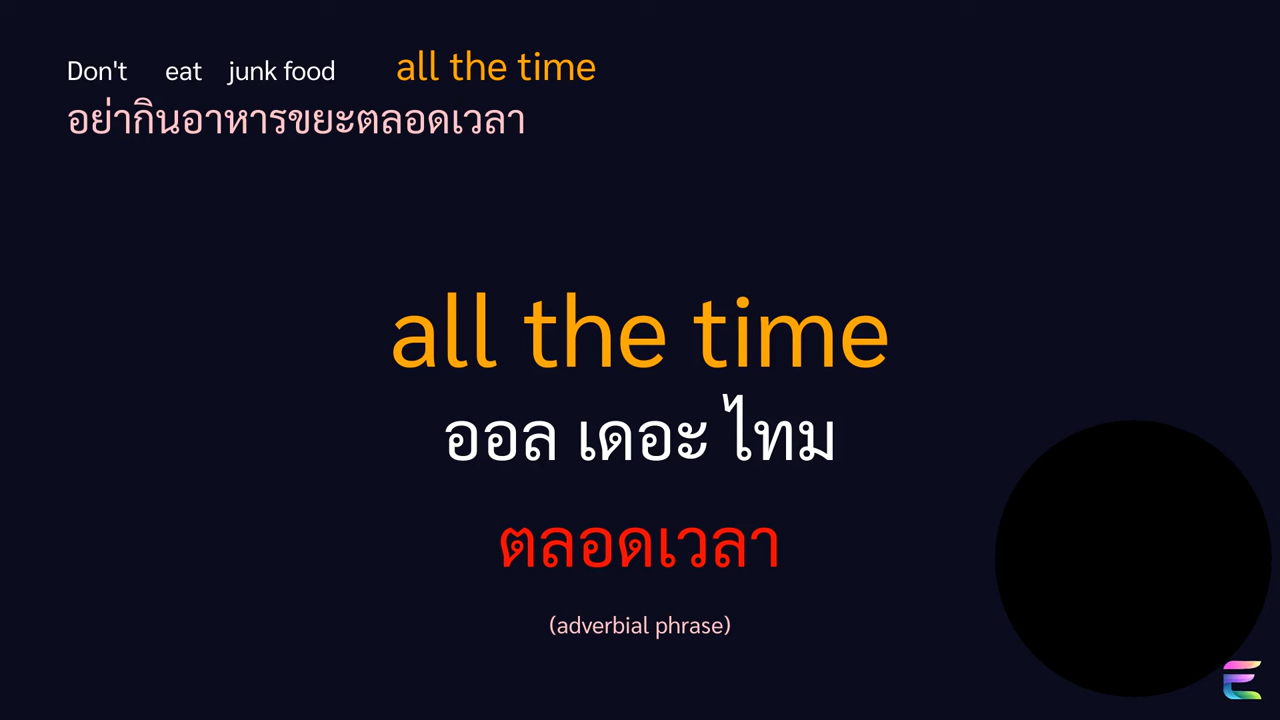 Don't eat junk food all the time
อย่ากินอาหารขยะตลอดเวลา
all the time
ออล เดอะ ไทม
ตลอดเวลา
(adverbial phrase)